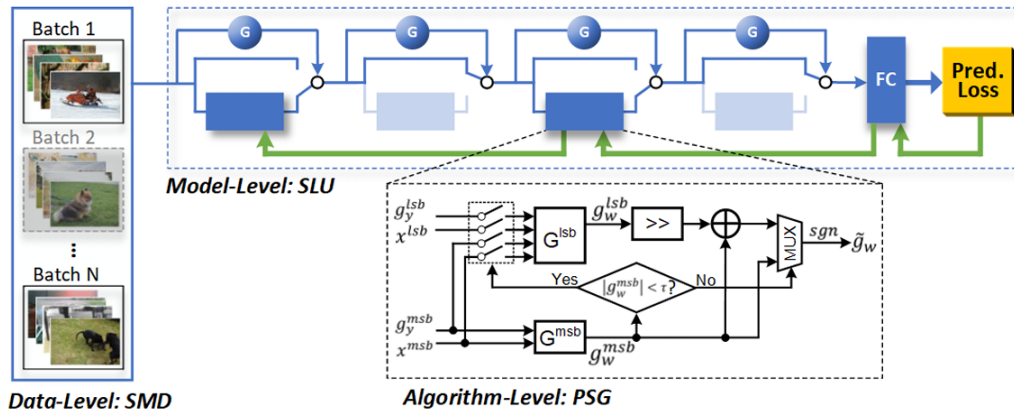 Batch 1
Batch 2
⋮
Batch N
Data-Level: SMD
G
G
G
G
FC
Pred.
Loss
Model-Level: SLU
g_y^{lsb}
x^{lsb}
G^{lsb}
g_w^{lsb}
>>
MUX
sgn
g̃_w
Yes
|g_w^{msb}| < τ?
No
g_y^{msb}
x^{msb}
G^{msb}
g_w^{msb}
Algorithm-Level: PSG